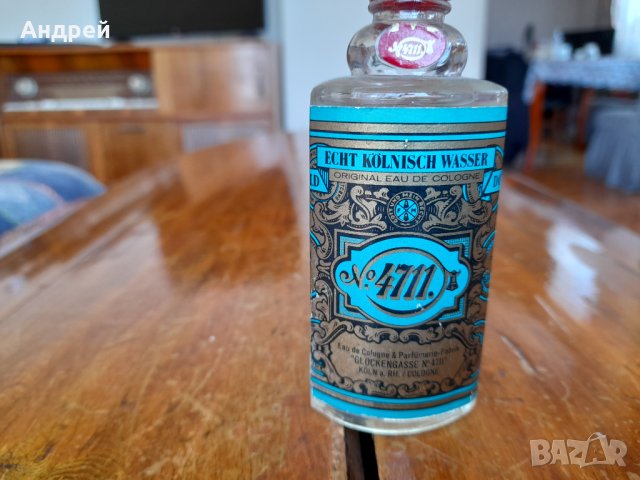 Андрей
4711.
ECHT KÖLNISCH WASSER
ORIGINAL EAU DE COLOGNE
№ 4711.
Eau de Cologne & Parfümerie-Fabrik
"GLOCKENGASSE No 4711"
KÖLN a. RH. / COLOGNE
BAZAR